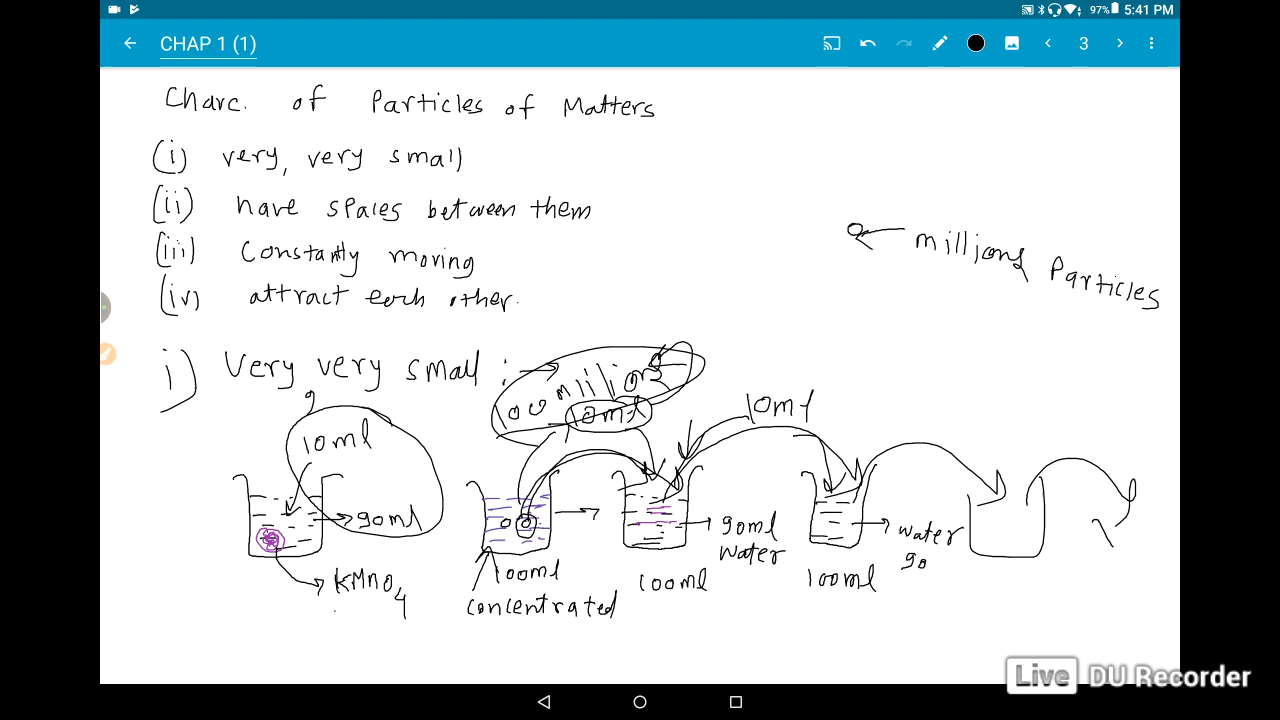 97% 5:41 PM
CHAP 1 (1)
3
Charc. of Particles of Matters
(i) very, very small
(ii) have spaces between them
(iii) Constantly moving
(iv) attract each other.
millions Particles
i) Very very small :
millions
10ml
10ml
10ml
90ml
KMnO4
100ml
concentrated
90ml
water
100ml
water
90
100ml
Live DU Recorder